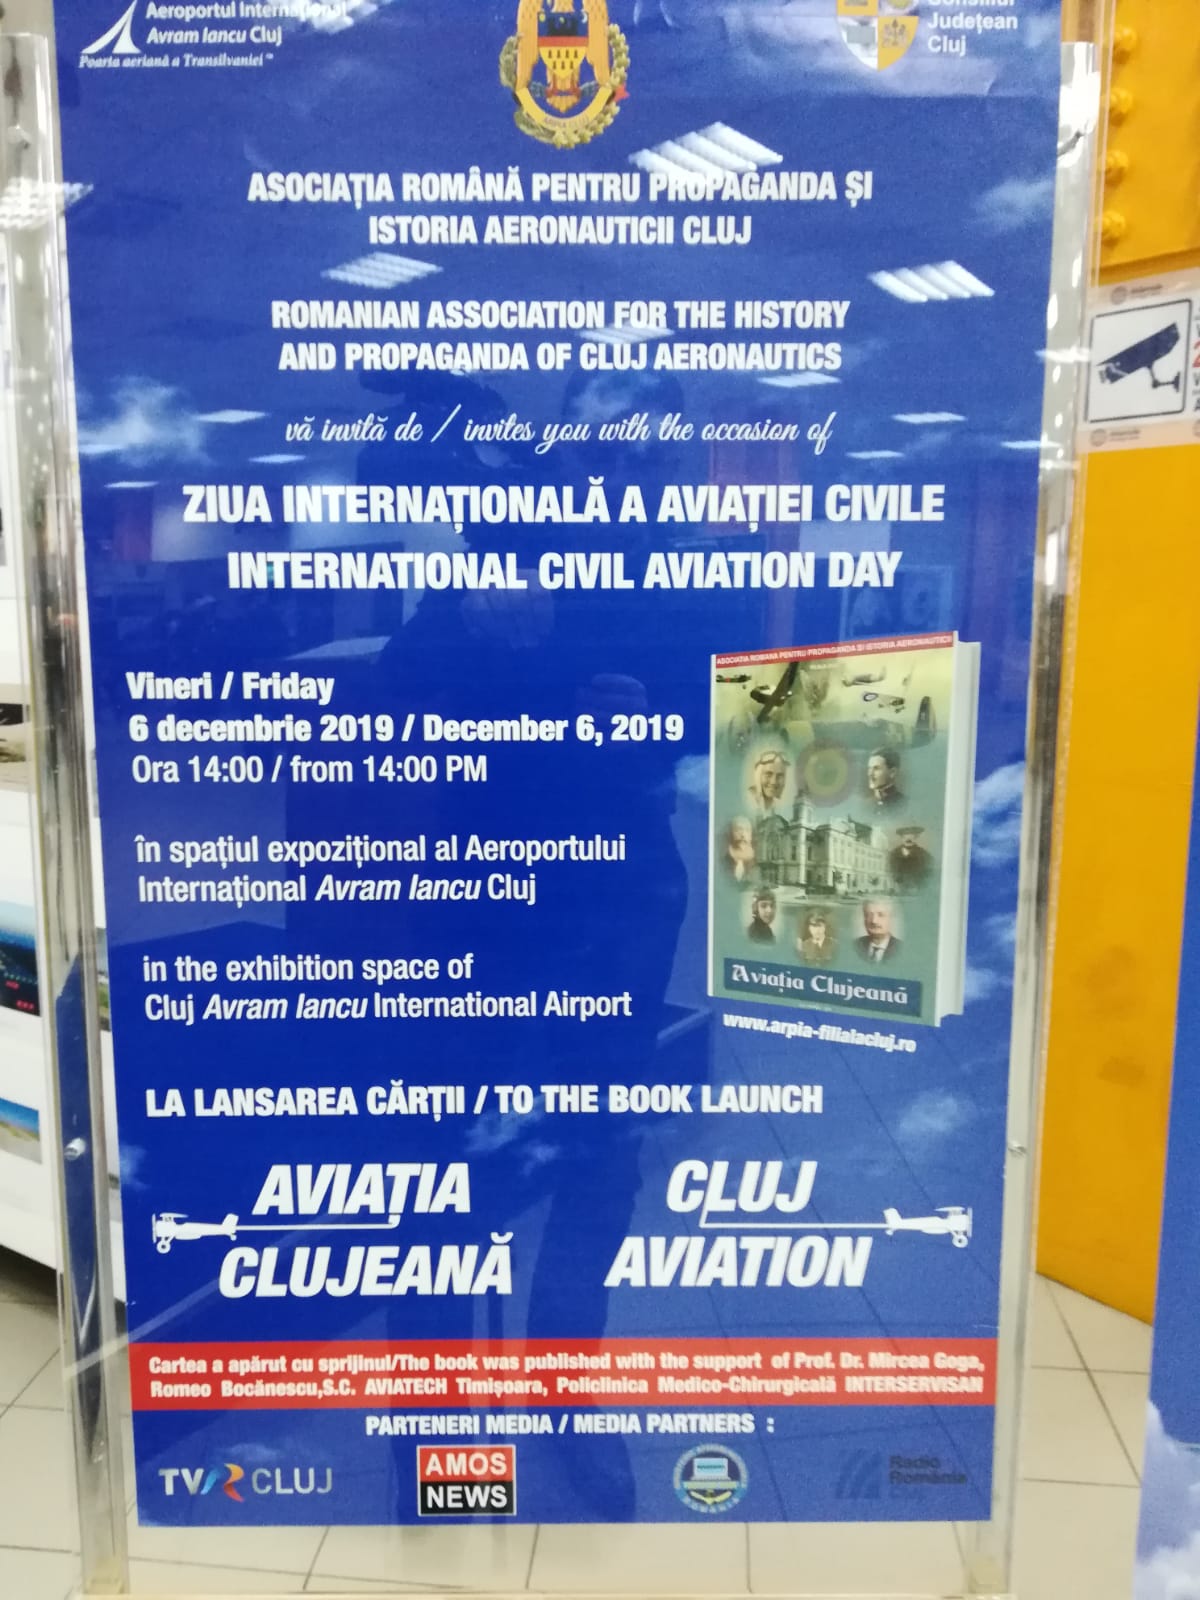 Aeroportul Internațional
Avram Iancu Cluj
Poarta aeriană a Transilvaniei™
Consiliul
Județean
Cluj
ARPIA CLUJ
ASOCIAȚIA ROMÂNĂ PENTRU PROPAGANDA ȘI
ISTORIA AERONAUTICII CLUJ
ROMANIAN ASSOCIATION FOR THE HISTORY
AND PROPAGANDA OF CLUJ AERONAUTICS
vă invită de / invites you with the occasion of
ZIUA INTERNAȚIONALĂ A AVIAȚIEI CIVILE
INTERNATIONAL CIVIL AVIATION DAY
Vineri / Friday
6 decembrie 2019 / December 6, 2019
Ora 14:00 / from 14:00 PM
în spațiul expozițional al Aeroportului
Internațional Avram Iancu Cluj
in the exhibition space of
Cluj Avram Iancu International Airport
ASOCIATIA ROMANA PENTRU PROPAGANDA SI ISTORIA AERONAUTICII
Aviația Clujeană
www.arpia-filialacluj.ro
LA LANSAREA CĂRȚII / TO THE BOOK LAUNCH
AVIAȚIA
CLUJEANĂ
CLUJ
AVIATION
Cartea a apărut cu sprijinul/The book was published with the support of Prof. Dr. Mircea Goga,
Romeo Bocănescu,S.C. AVIATECH Timișoara, Policlinica Medico-Chirurgicală INTERSERVISAN
PARTENERI MEDIA / MEDIA PARTNERS :
TVR CLUJ
AMOS
NEWS
ROMANIA
Radio
România